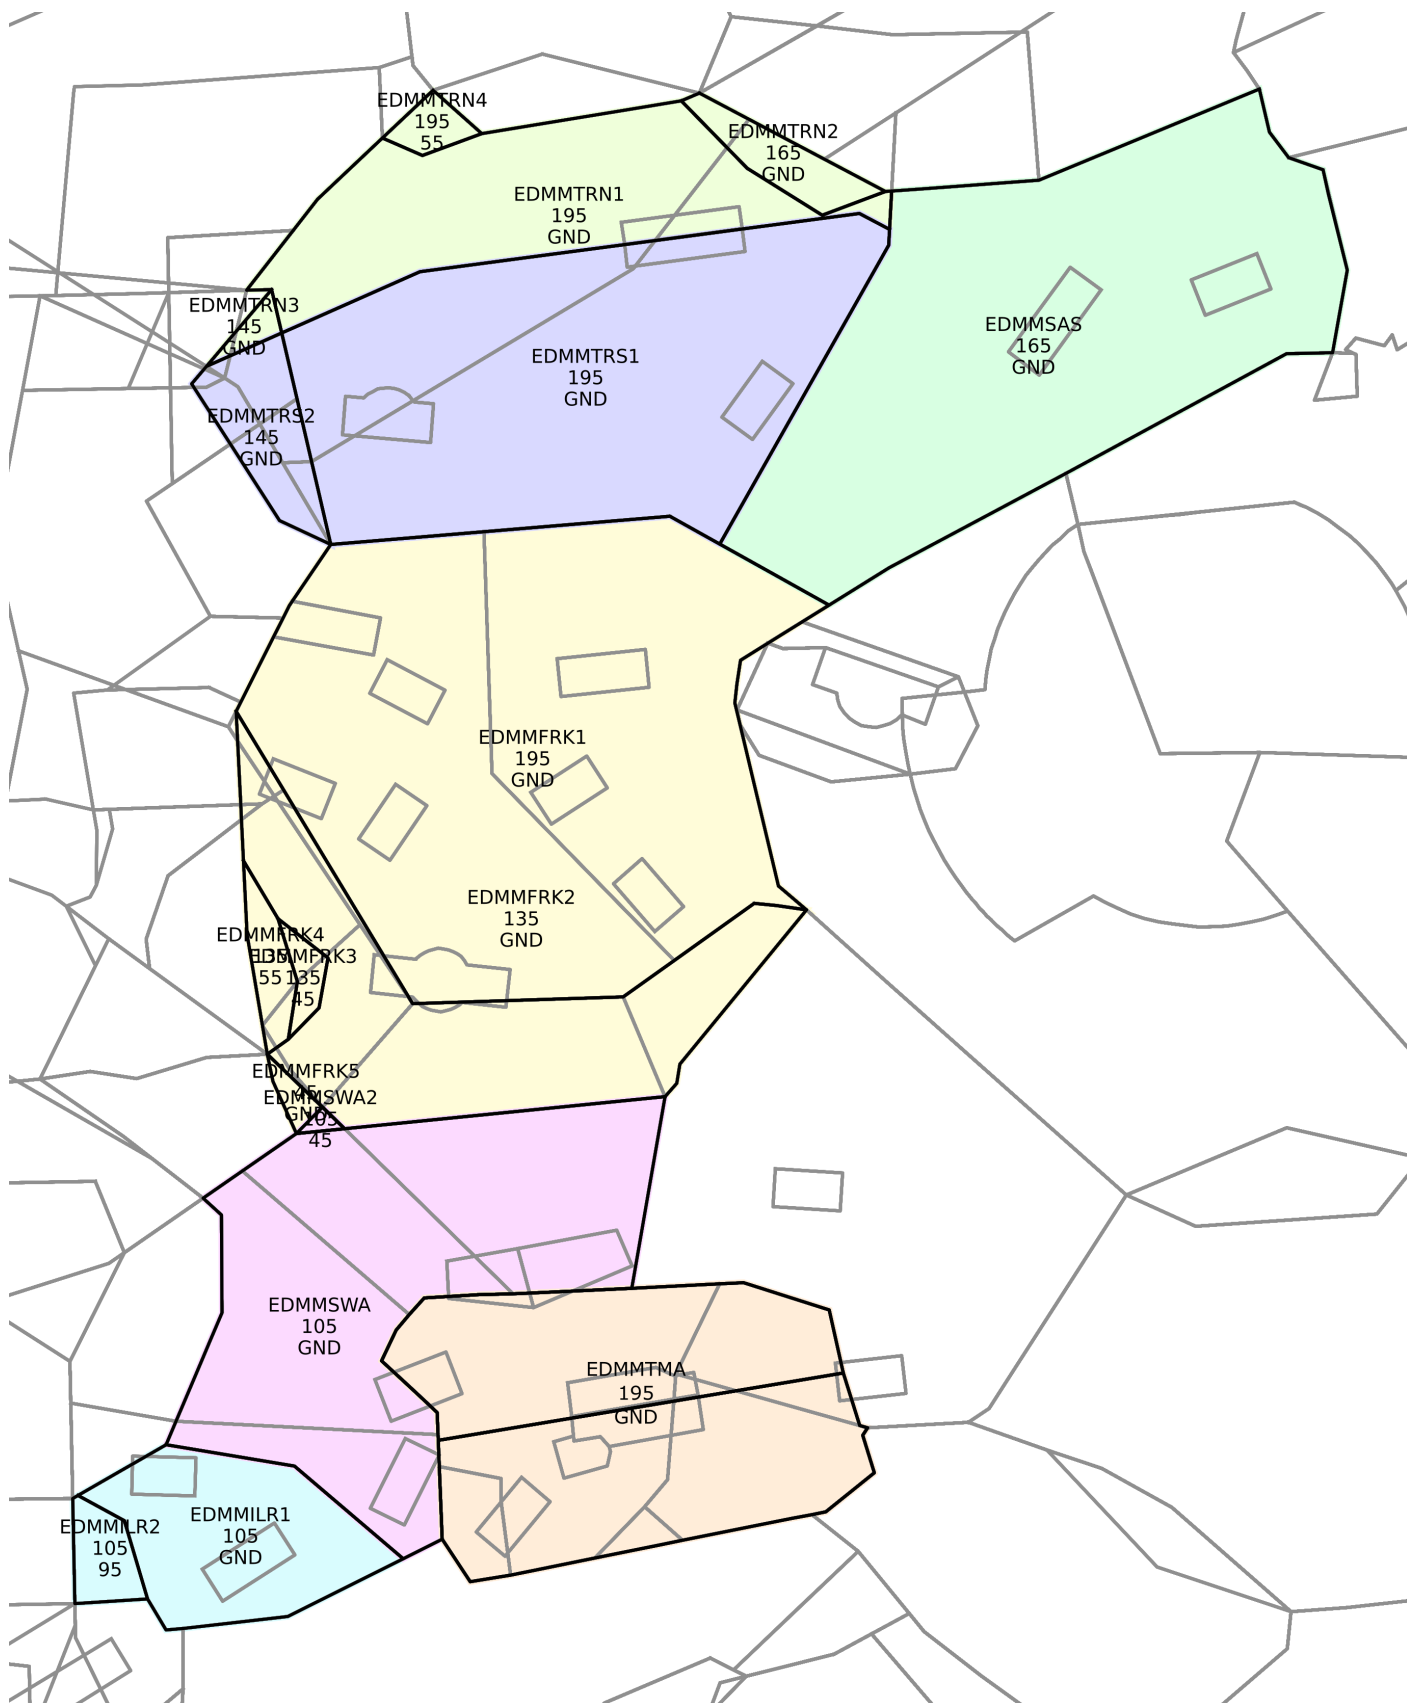 EDMMTRN4
195
55
EDMMTRN2
165
GND
EDMMTRN1
195
GND
EDMMTRN3
145
GND
EDMMSAS
165
GND
EDMMTRS1
195
GND
EDMMTRS2
145
GND
EDMMFRK1
195
GND
EDMMFRK2
135
GND
EDMMFRK4
135
55
EDMMFRK3
135
45
EDMMFRK5
45
GND
EDMMSWA2
105
45
EDMMSWA
105
GND
EDMMTMA
195
GND
EDMMILR1
105
GND
EDMMILR2
105
95